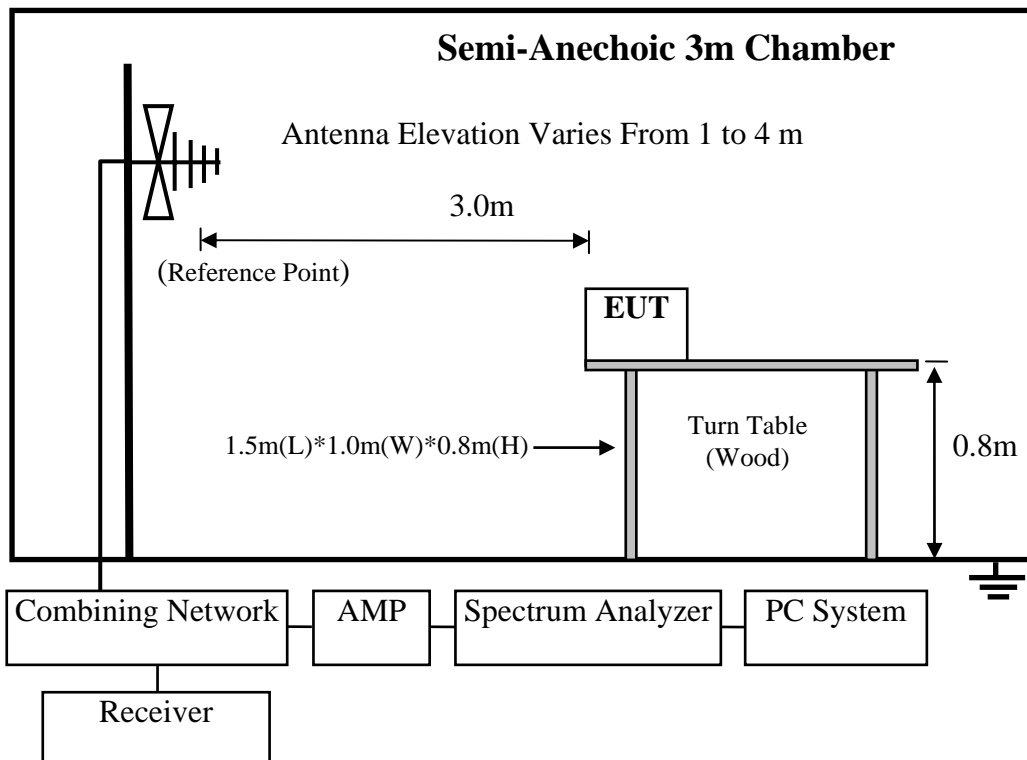 Semi-Anechoic 3m Chamber
Antenna Elevation Varies From 1 to 4 m
3.0m
(Reference Point)
EUT
1.5m(L)*1.0m(W)*0.8m(H)
Turn Table
(Wood)
0.8m
Combining Network
AMP
Spectrum Analyzer
PC System
Receiver